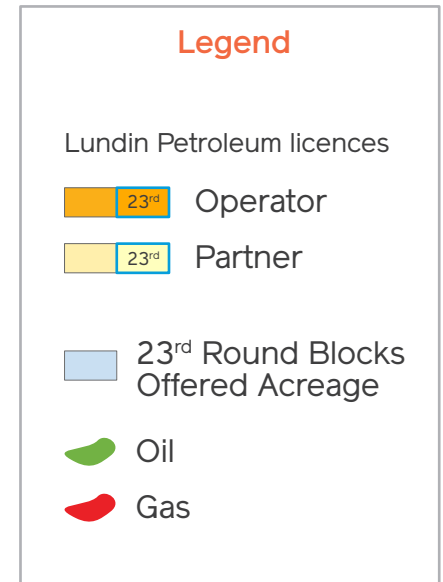 Legend
Lundin Petroleum licences
23rd Operator
23rd Partner
23rd Round Blocks
Offered Acreage
Oil
Gas